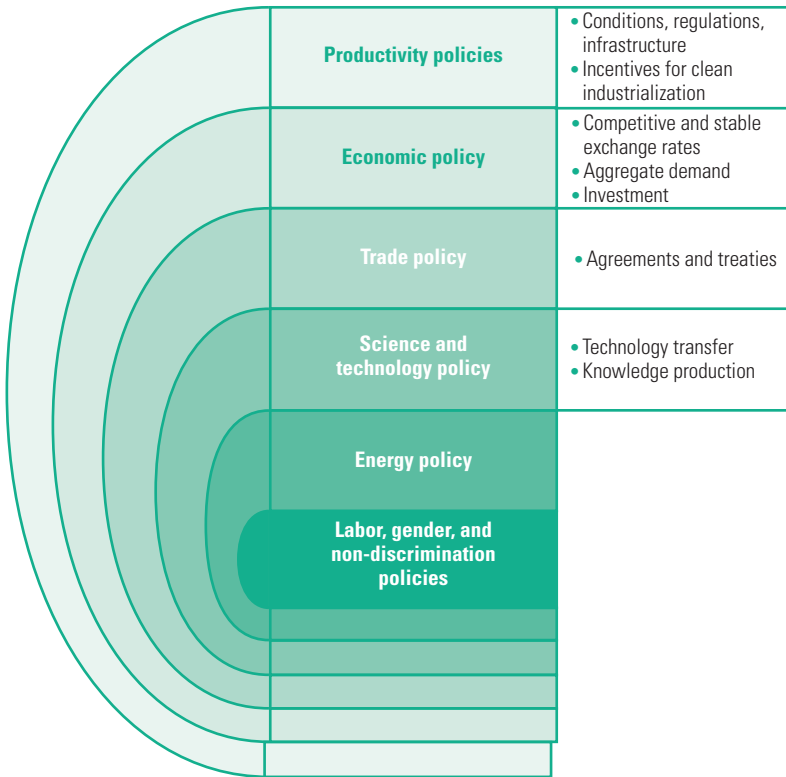 Productivity policies
• Conditions, regulations,
infrastructure
• Incentives for clean
industrialization
Economic policy
• Competitive and stable
exchange rates
• Aggregate demand
• Investment
Trade policy
• Agreements and treaties
Science and
technology policy
• Technology transfer
• Knowledge production
Energy policy
Labor, gender, and
non-discrimination
policies